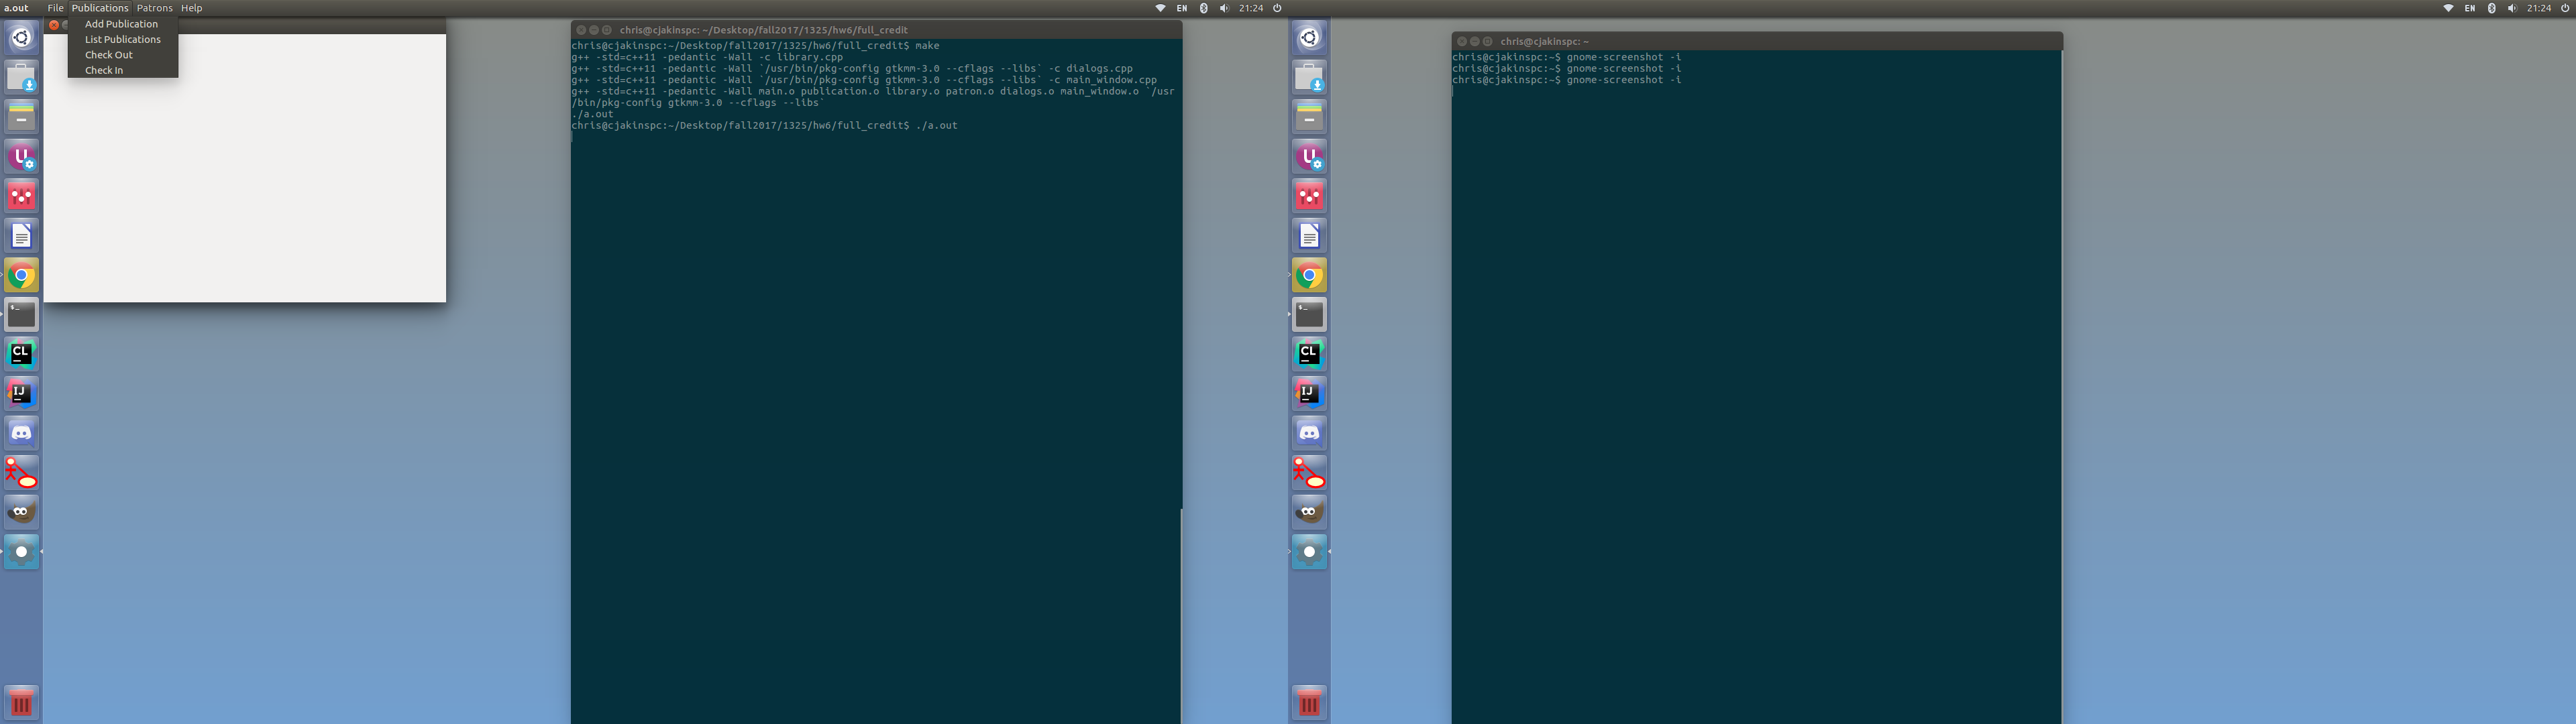 a.out File Publications Patrons Help EN 21:24 EN 21:24
Add Publication
List Publications
Check Out
Check In
chris@cjakinspc: ~/Desktop/fall2017/1325/hw6/full_credit
chris@cjakinspc:~/Desktop/fall2017/1325/hw6/full_credit$ make
g++ -std=c++11 -pedantic -Wall -c library.cpp
g++ -std=c++11 -pedantic -Wall `/usr/bin/pkg-config gtkmm-3.0 --cflags --libs` -c dialogs.cpp
g++ -std=c++11 -pedantic -Wall `/usr/bin/pkg-config gtkmm-3.0 --cflags --libs` -c main_window.cpp
g++ -std=c++11 -pedantic -Wall main.o publication.o library.o patron.o dialogs.o main_window.o `/usr
/bin/pkg-config gtkmm-3.0 --cflags --libs`
./a.out
chris@cjakinspc:~/Desktop/fall2017/1325/hw6/full_credit$ ./a.out
chris@cjakinspc: ~
chris@cjakinspc:~$ gnome-screenshot -i
chris@cjakinspc:~$ gnome-screenshot -i
chris@cjakinspc:~$ gnome-screenshot -i
U
$_
CL
IJ
U
$_
CL
IJ